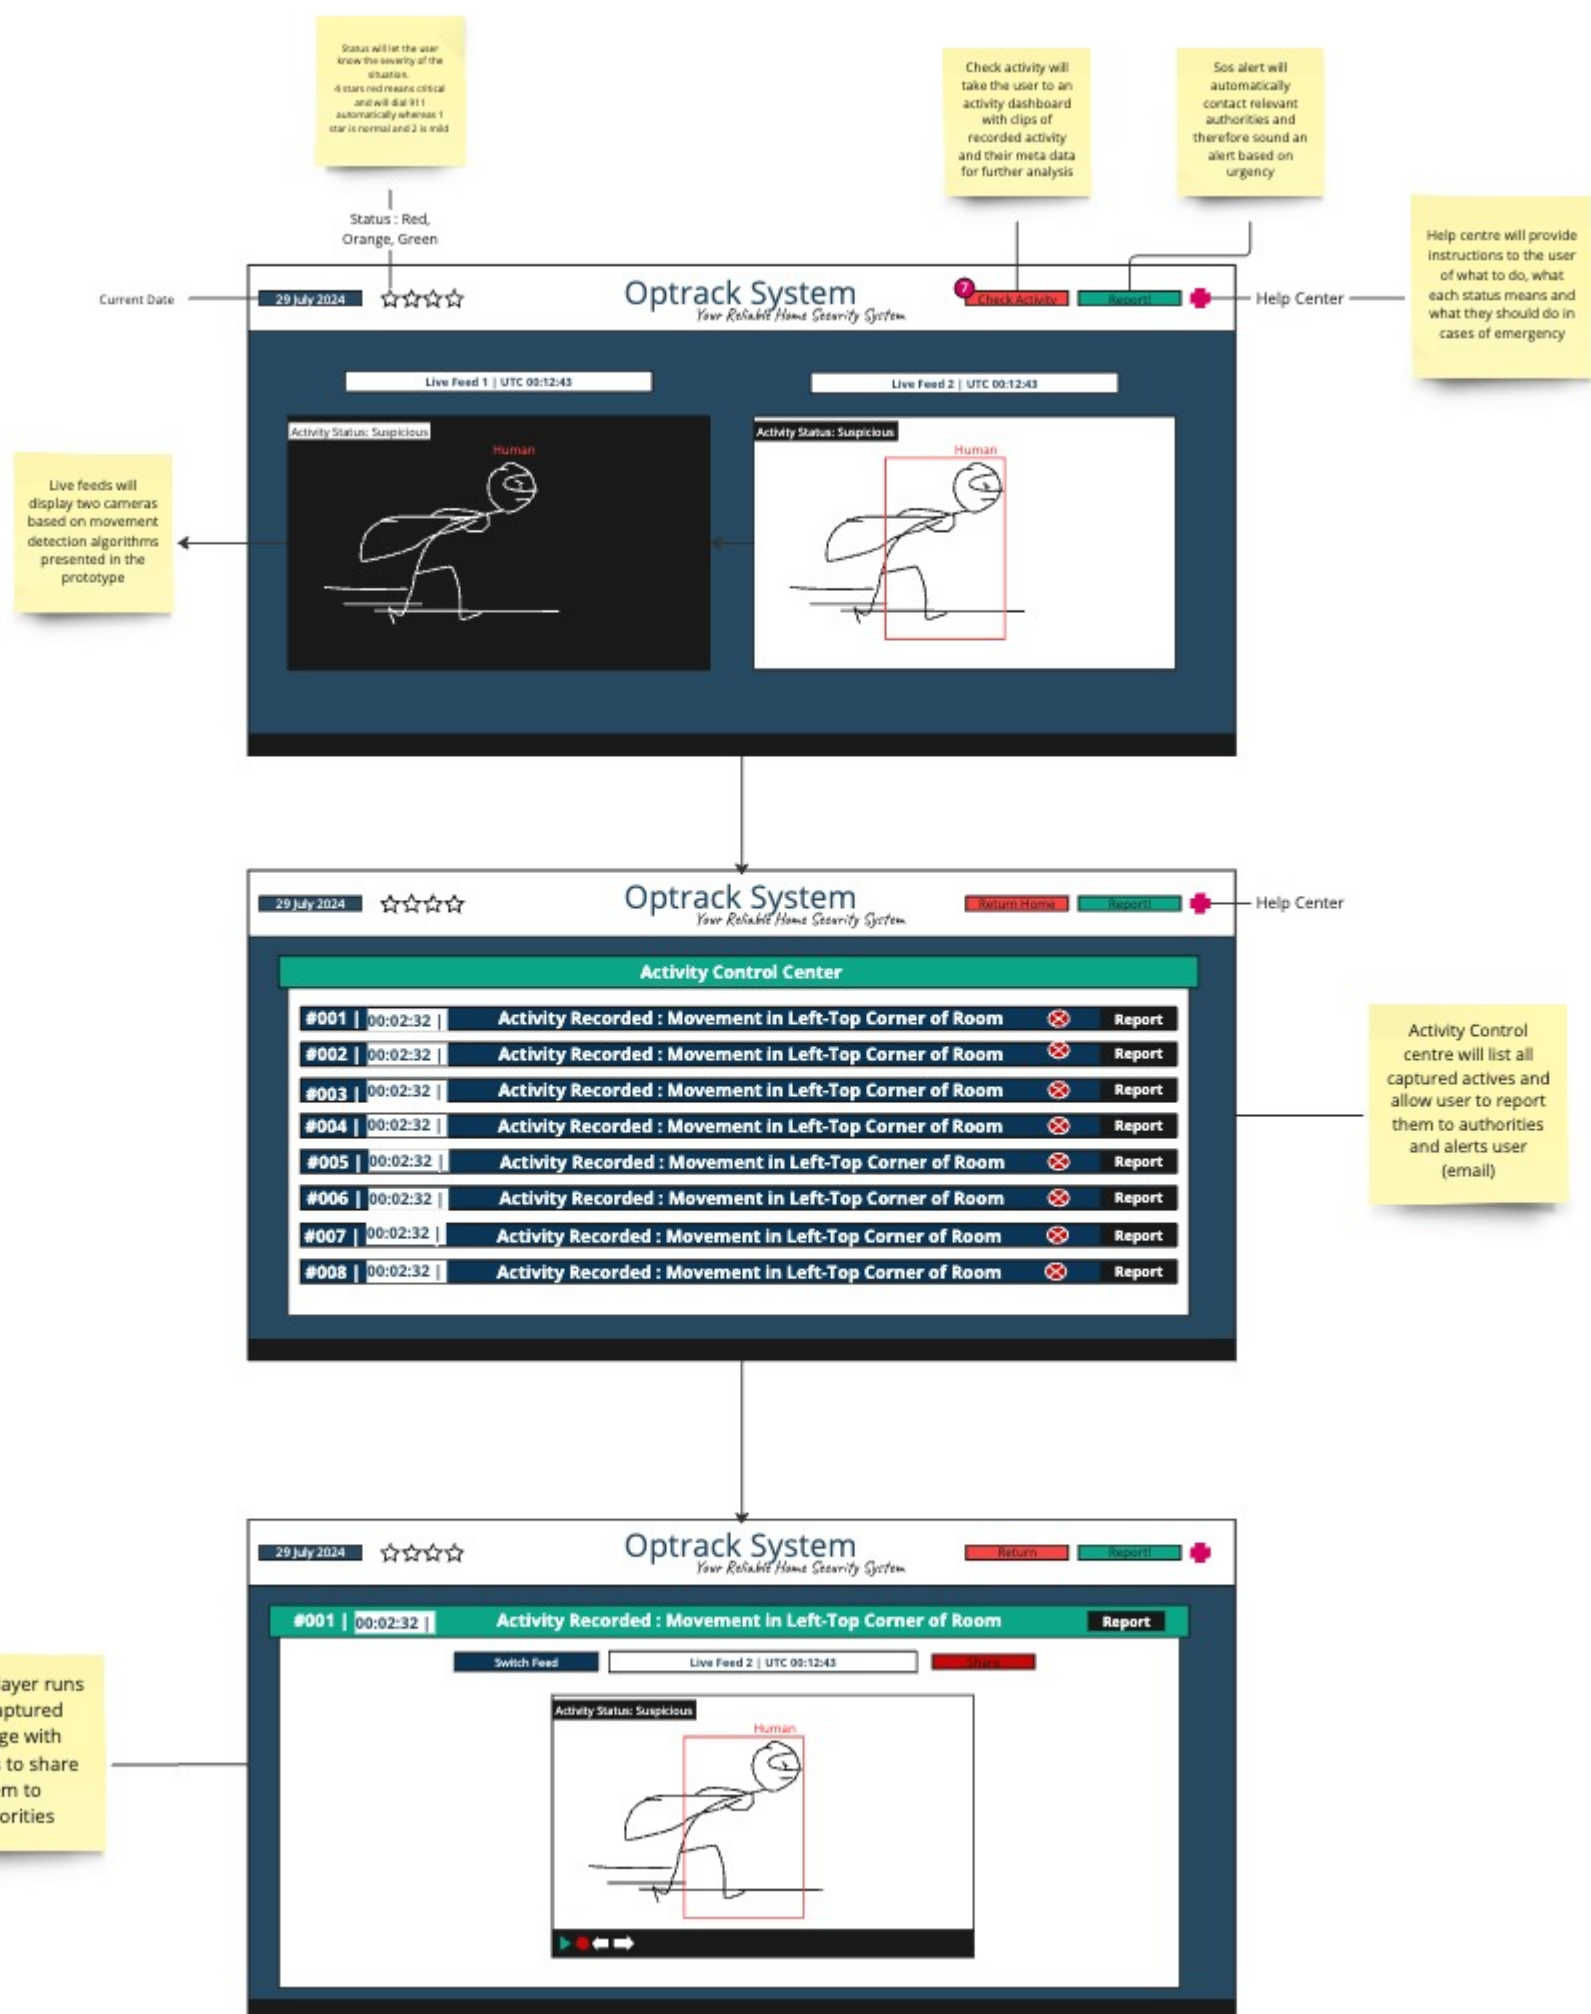 Status will let the user
know the severity of the
situation.
4 stars red means critical
and will dial 911
automatically whereas 1
star is normal and 2 is mild
Check activity will
take the user to an
activity dashboard
with clips of
recorded activity
and their meta data
for further analysis
Sos alert will
automatically
contact relevant
authorities and
therefore sound an
alert based on
urgency
Status : Red,
Orange, Green
Help centre will provide
instructions to the user
of what to do, what
each status means and
what they should do in
cases of emergency
Current Date
29 July 2024
Optrack System
Your Reliable Home Security System
7
Check Activity
Report!
Help Center
Live Feed 1 | UTC 00:12:43
Live Feed 2 | UTC 00:12:43
Activity Status: Suspicious
Human
Activity Status: Suspicious
Human
Live feeds will
display two cameras
based on movement
detection algorithms
presented in the
prototype
29 July 2024
Optrack System
Your Reliable Home Security System
Return Home
Report!
Help Center
Activity Control Center
#001 | 00:02:32 | Activity Recorded : Movement in Left-Top Corner of Room Report
#002 | 00:02:32 | Activity Recorded : Movement in Left-Top Corner of Room Report
#003 | 00:02:32 | Activity Recorded : Movement in Left-Top Corner of Room Report
#004 | 00:02:32 | Activity Recorded : Movement in Left-Top Corner of Room Report
#005 | 00:02:32 | Activity Recorded : Movement in Left-Top Corner of Room Report
#006 | 00:02:32 | Activity Recorded : Movement in Left-Top Corner of Room Report
#007 | 00:02:32 | Activity Recorded : Movement in Left-Top Corner of Room Report
#008 | 00:02:32 | Activity Recorded : Movement in Left-Top Corner of Room Report
Activity Control
centre will list all
captured actives and
allow user to report
them to authorities
and alerts user
(email)
29 July 2024
Optrack System
Your Reliable Home Security System
Return
Report!
#001 | 00:02:32 | Activity Recorded : Movement in Left-Top Corner of Room Report
Switch Feed
Live Feed 2 | UTC 00:12:43
Share
Activity Status: Suspicious
Human
runs
with
to share
to